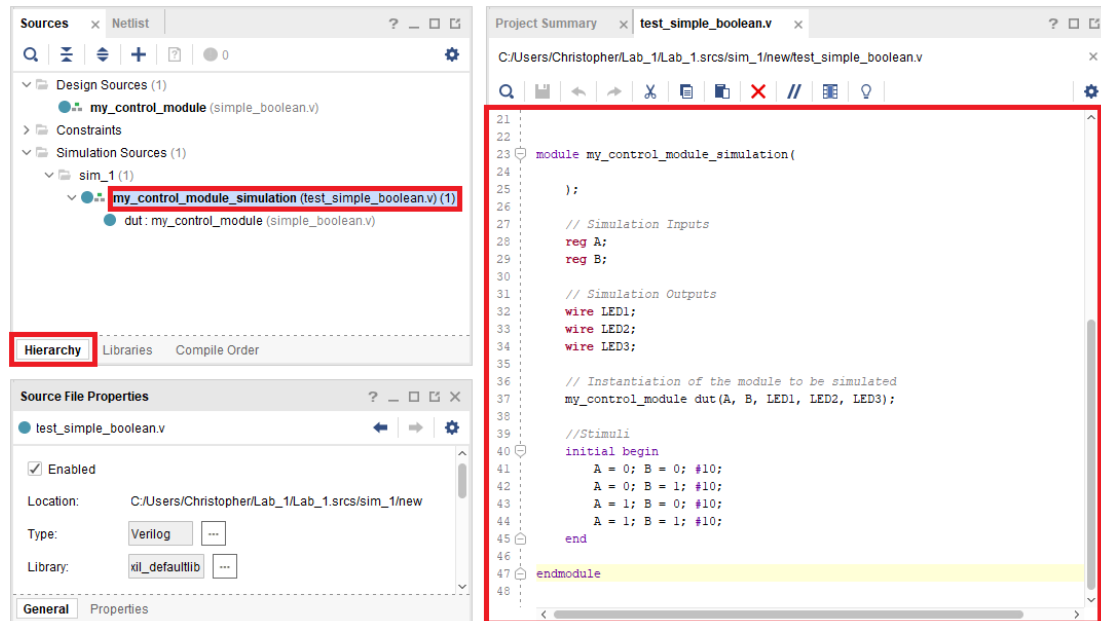 Sources × Netlist ? _ □
0
Design Sources (1)
my_control_module (simple_boolean.v)
Constraints
Simulation Sources (1)
sim_1 (1)
my_control_module_simulation (test_simple_boolean.v) (1)
dut : my_control_module (simple_boolean.v)
Hierarchy Libraries Compile Order
Source File Properties ? _ □ ×
test_simple_boolean.v
Enabled
Location: C:/Users/Christopher/Lab_1/Lab_1.srcs/sim_1/new
Type: Verilog ...
Library: xil_defaultlib ...
General Properties
Project Summary × test_simple_boolean.v × ? □
C:/Users/Christopher/Lab_1/Lab_1.srcs/sim_1/new/test_simple_boolean.v ×
//
21
22
23 module my_control_module_simulation(
24
25 );
26
27 // Simulation Inputs
28 reg A;
29 reg B;
30
31 // Simulation Outputs
32 wire LED1;
33 wire LED2;
34 wire LED3;
35
36 // Instantiation of the module to be simulated
37 my_control_module dut(A, B, LED1, LED2, LED3);
38
39 //Stimuli
40 initial begin
41 A = 0; B = 0; #10;
42 A = 0; B = 1; #10;
43 A = 1; B = 0; #10;
44 A = 1; B = 1; #10;
45 end
46
47 endmodule
48